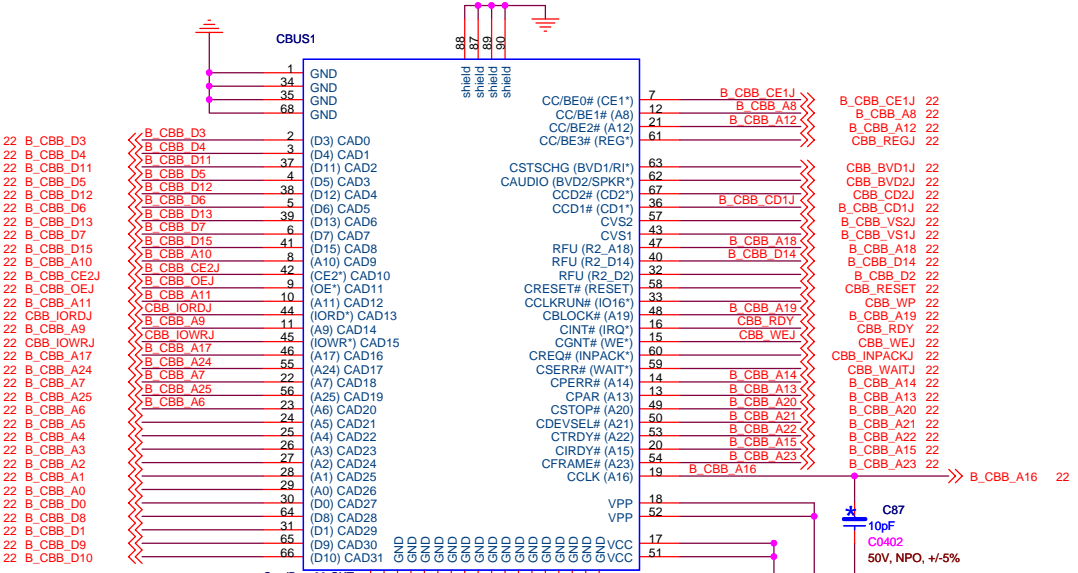 CBUS1
88 87 89 90
shield shield shield shield
1 GND
34 GND
35 GND
68 GND
22 B_CBB_D3 B_CBB_D3 2 (D3) CAD0
22 B_CBB_D4 B_CBB_D4 3 (D4) CAD1
22 B_CBB_D11 B_CBB_D11 37 (D11) CAD2
22 B_CBB_D5 B_CBB_D5 4 (D5) CAD3
22 B_CBB_D12 B_CBB_D12 38 (D12) CAD4
22 B_CBB_D6 B_CBB_D6 5 (D6) CAD5
22 B_CBB_D13 B_CBB_D13 39 (D13) CAD6
22 B_CBB_D7 B_CBB_D7 6 (D7) CAD7
22 B_CBB_D15 B_CBB_D15 41 (D15) CAD8
22 B_CBB_A10 B_CBB_A10 8 (A10) CAD9
22 B_CBB_CE2J B_CBB_CE2J 42 (CE2*) CAD10
22 B_CBB_OEJ B_CBB_OEJ 9 (OE*) CAD11
22 B_CBB_A11 B_CBB_A11 10 (A11) CAD12
22 CBB_IORDJ CBB_IORDJ 44 (IORD*) CAD13
22 B_CBB_A9 B_CBB_A9 11 (A9) CAD14
22 CBB_IOWRJ CBB_IOWRJ 45 (IOWR*) CAD15
22 B_CBB_A17 B_CBB_A17 46 (A17) CAD16
22 B_CBB_A24 B_CBB_A24 55 (A24) CAD17
22 B_CBB_A7 B_CBB_A7 22 (A7) CAD18
22 B_CBB_A25 B_CBB_A25 56 (A25) CAD19
22 B_CBB_A6 B_CBB_A6 23 (A6) CAD20
22 B_CBB_A5 24 (A5) CAD21
22 B_CBB_A4 25 (A4) CAD22
22 B_CBB_A3 26 (A3) CAD23
22 B_CBB_A2 27 (A2) CAD24
22 B_CBB_A1 28 (A1) CAD25
22 B_CBB_A0 29 (A0) CAD26
22 B_CBB_D0 30 (D0) CAD27
22 B_CBB_D8 64 (D8) CAD28
22 B_CBB_D1 31 (D1) CAD29
22 B_CBB_D9 65 (D9) CAD30
22 B_CBB_D10 66 (D10) CAD31
GND GND GND GND GND GND GND GND GND GND GND GND GND GND GND GND
CC/BE0# (CE1*) 7 B_CBB_CE1J B_CBB_CE1J 22
CC/BE1# (A8) 12 B_CBB_A8 B_CBB_A8 22
CC/BE2# (A12) 21 B_CBB_A12 B_CBB_A12 22
CC/BE3# (REG*) 61 CBB_REGJ 22
CSTSCHG (BVD1/RI*) 63 CBB_BVD1J 22
CAUDIO (BVD2/SPKR*) 62 CBB_BVD2J 22
CCD2# (CD2*) 67 CBB_CD2J 22
CCD1# (CD1*) 36 B_CBB_CD1J B_CBB_CD1J 22
CVS2 57 B_CBB_VS2J 22
CVS1 43 B_CBB_VS1J 22
RFU (R2_A18) 47 B_CBB_A18 B_CBB_A18 22
RFU (R2_D14) 40 B_CBB_D14 B_CBB_D14 22
RFU (R2_D2) 32 B_CBB_D2 22
CRESET# (RESET) 58 CBB_RESET 22
CCLKRUN# (IO16*) 33 CBB_WP 22
CBLOCK# (A19) 48 B_CBB_A19 B_CBB_A19 22
CINT# (IRQ*) 16 CBB_RDY CBB_RDY 22
CGNT# (WE*) 15 CBB_WEJ CBB_WEJ 22
CREQ# (INPACK*) 60 CBB_INPACKJ 22
CSERR# (WAIT*) 59 CBB_WAITJ 22
CPERR# (A14) 14 B_CBB_A14 B_CBB_A14 22
CPAR (A13) 13 B_CBB_A13 B_CBB_A13 22
CSTOP# (A20) 49 B_CBB_A20 B_CBB_A20 22
CDEVSEL# (A21) 50 B_CBB_A21 B_CBB_A21 22
CTRDY# (A22) 53 B_CBB_A22 B_CBB_A22 22
CIRDY# (A15) 20 B_CBB_A15 B_CBB_A15 22
CFRAME# (A23) 54 B_CBB_A23 B_CBB_A23 22
CCLK (A16) 19 B_CBB_A16 B_CBB_A16 22
VPP 18
VPP 52
VCC 17
VCC 51
C87
10pF
C0402
50V, NPO, +/-5%